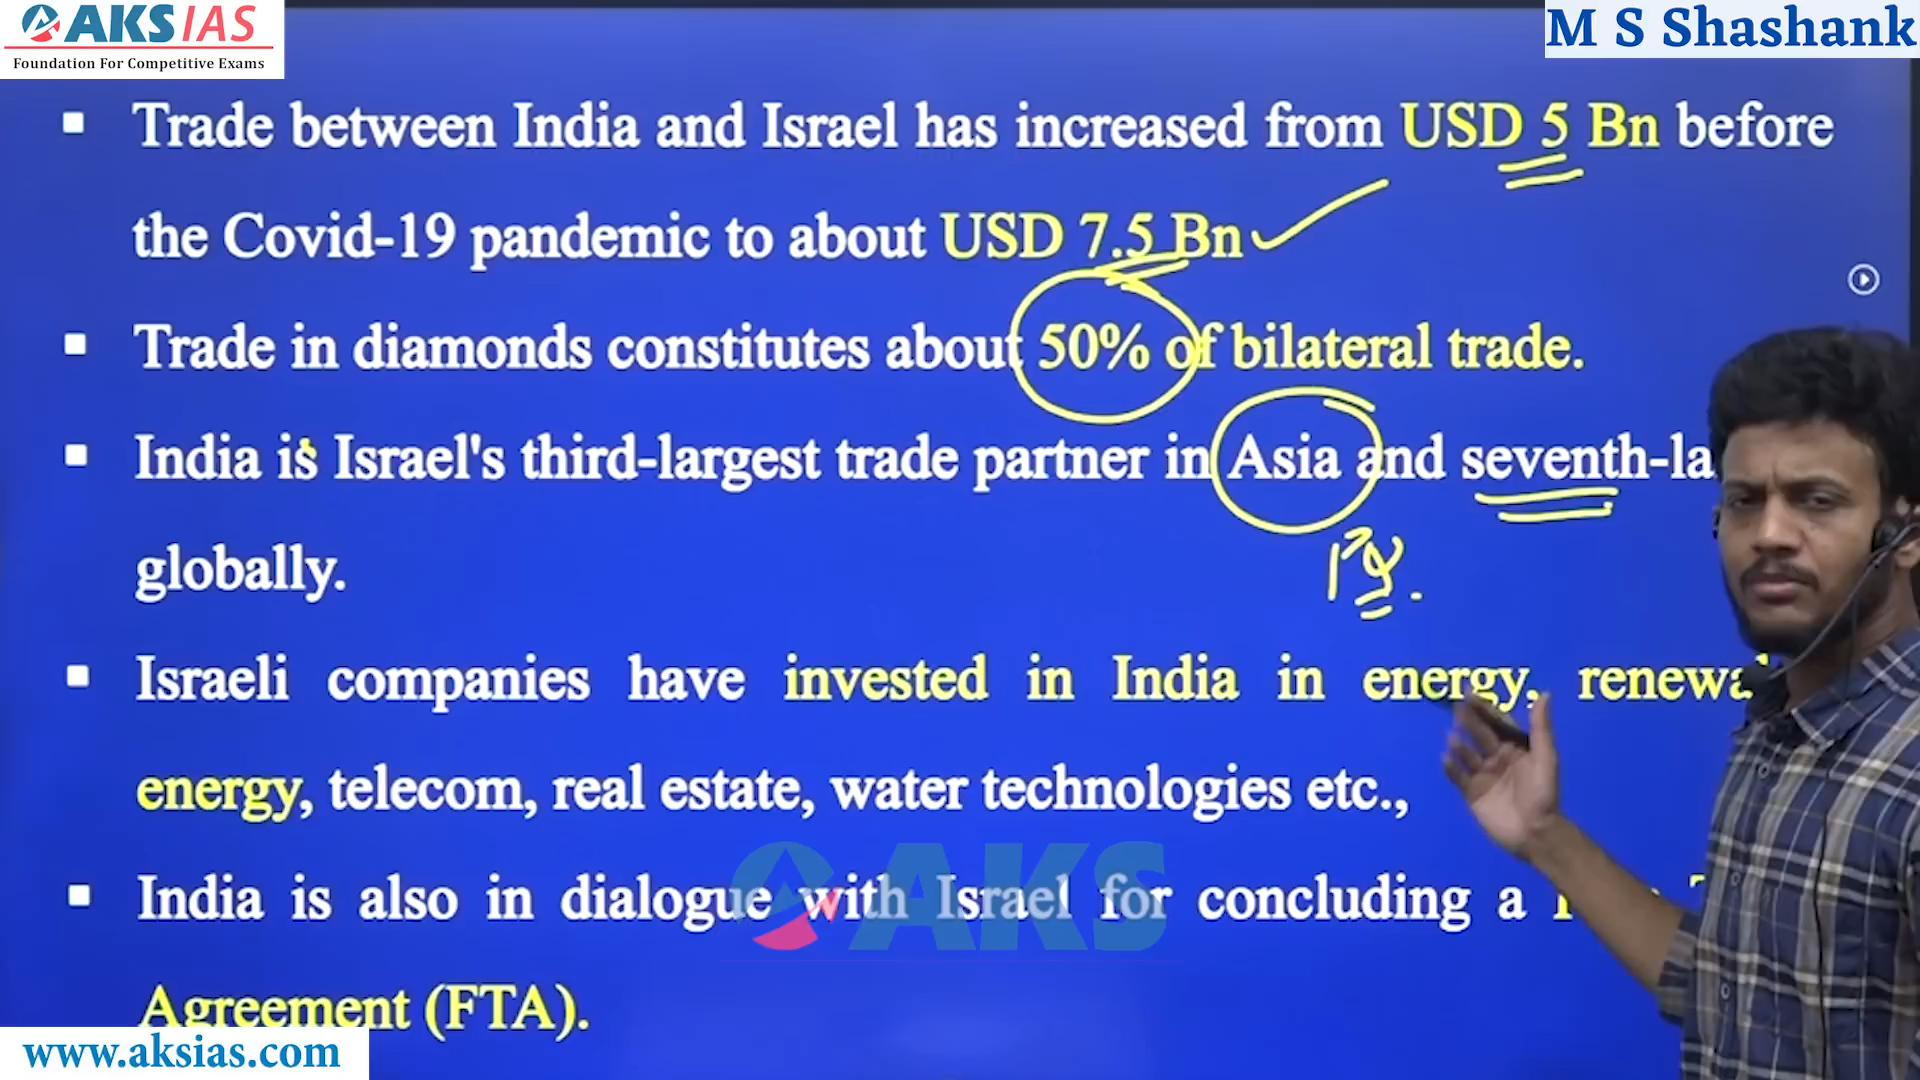 AKS IAS
Foundation For Competitive Exams
M S Shashank
Trade between India and Israel has increased from USD 5 Bn before
the Covid-19 pandemic to about USD 7.5 Bn
Trade in diamonds constitutes about 50% of bilateral trade.
India is Israel's third-largest trade partner in Asia and seventh-la
globally.
Israeli companies have invested in India in energy, renewa
energy, telecom, real estate, water technologies etc.,
AKS
India is also in dialogue with Israel for concluding a
Agreement (FTA).
www.aksias.com